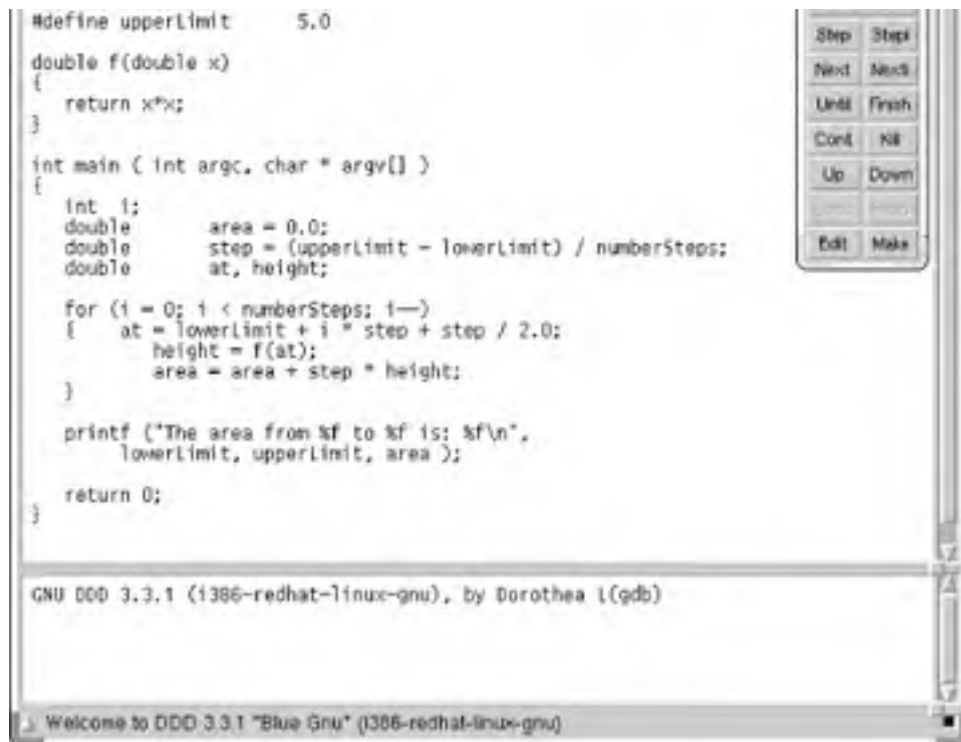 #define upperLimit 5.0
double f(double x)
{
return x*x;
}
int main ( int argc, char * argv[] )
{
int i;
double area = 0.0;
double step = (upperLimit - lowerLimit) / numberSteps;
double at, height;
for (i = 0; i < numberSteps; i--)
{ at = lowerLimit + i * step + step / 2.0;
height = f(at);
area = area + step * height;
}
printf ("The area from %f to %f is: %f\n",
lowerLimit, upperLimit, area );
return 0;
}
Step Stepi
Next Nexti
Until Finish
Cont Kill
Up Down
Edit Make
GNU DDD 3.3.1 (i386-redhat-linux-gnu), by Dorothea L(gdb)
Welcome to DDD 3.3.1 "Blue Gnu" (i386-redhat-linux-gnu)